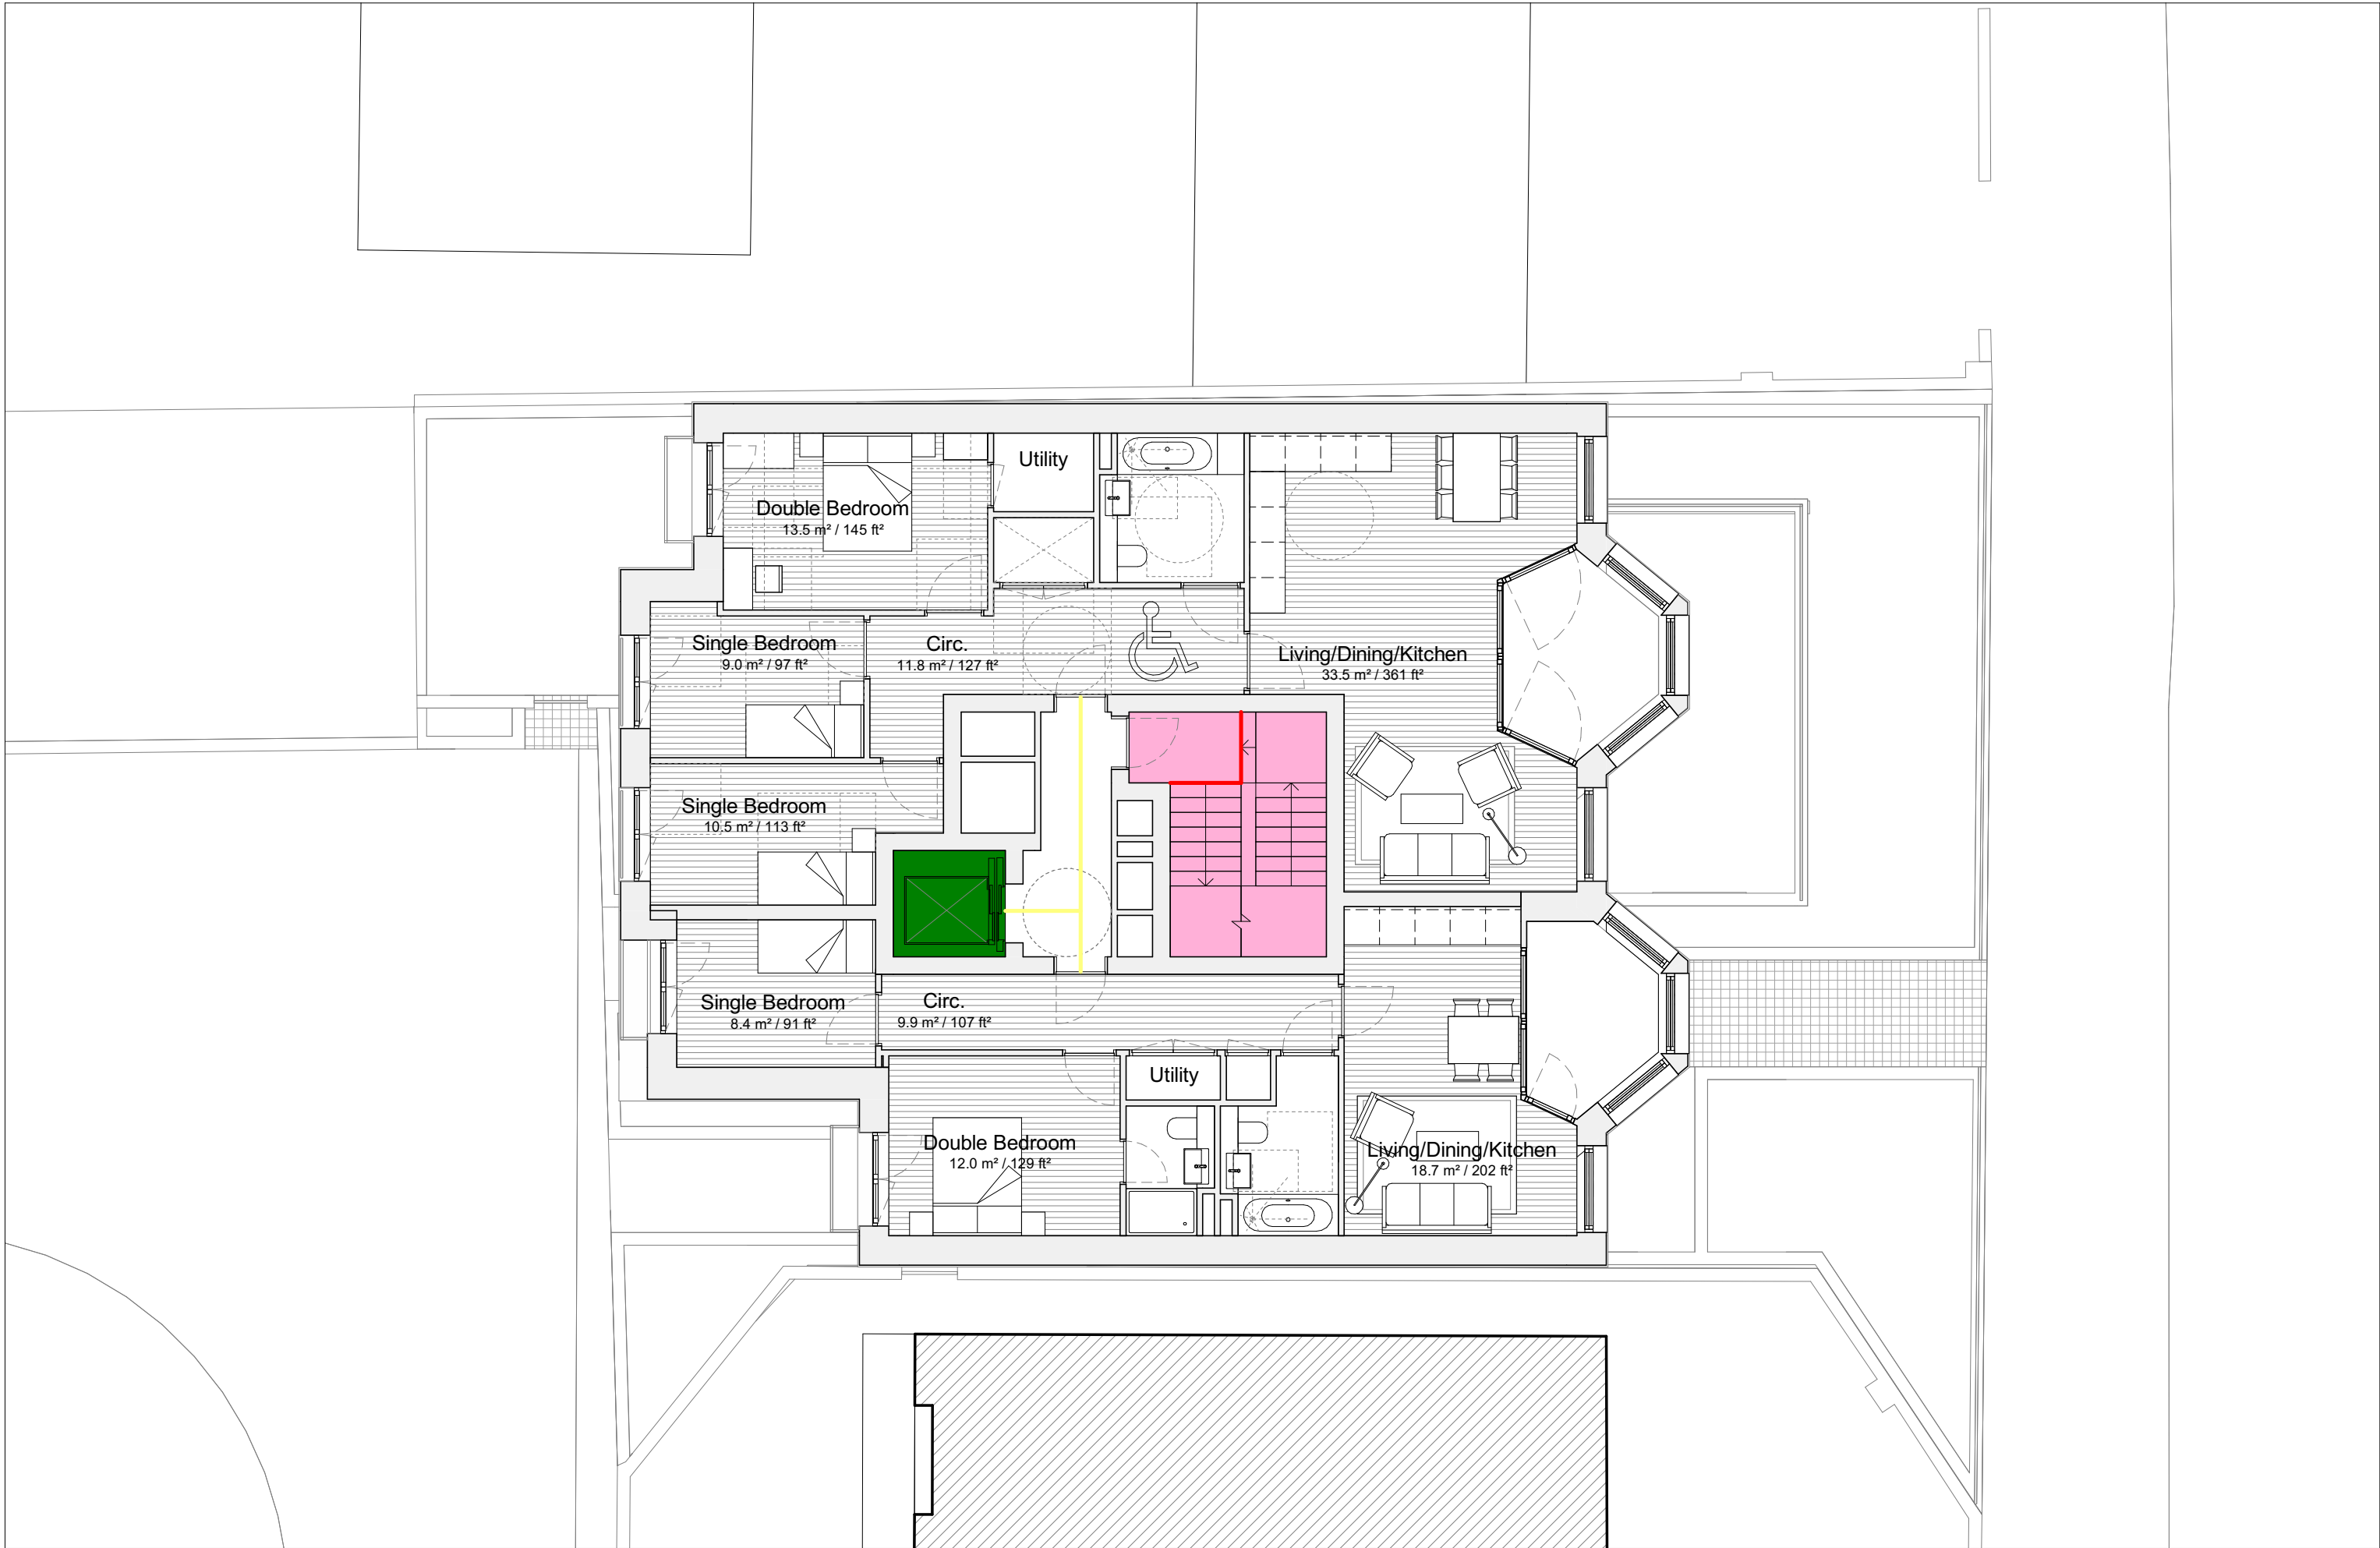 Utility
Double Bedroom
13.5 m² / 145 ft²
Single Bedroom
9.0 m² / 97 ft²
Circ.
11.8 m² / 127 ft²
Living/Dining/Kitchen
33.5 m² / 361 ft²
Single Bedroom
10.5 m² / 113 ft²
Single Bedroom
8.4 m² / 91 ft²
Circ.
9.9 m² / 107 ft²
Utility
Double Bedroom
12.0 m² / 129 ft²
Living/Dining/Kitchen
18.7 m² / 202 ft²